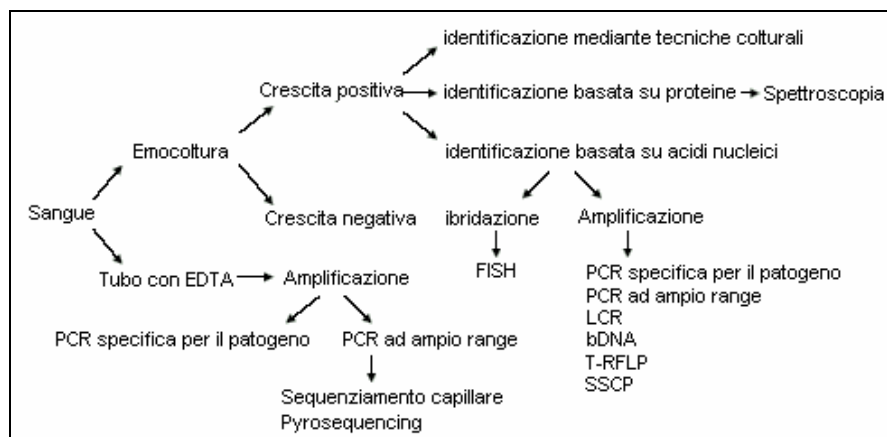 identificazione mediante tecniche colturali
Crescita positiva
identificazione basata su proteine
Spettroscopia
Emocoltura
identificazione basata su acidi nucleici
Sangue
Crescita negativa
ibridazione
Amplificazione
Tubo con EDTA
Amplificazione
FISH
PCR specifica per il patogeno
PCR ad ampio range
LCR
bDNA
T-RFLP
SSCP
PCR specifica per il patogeno
PCR ad ampio range
Sequenziamento capillare
Pyrosequencing